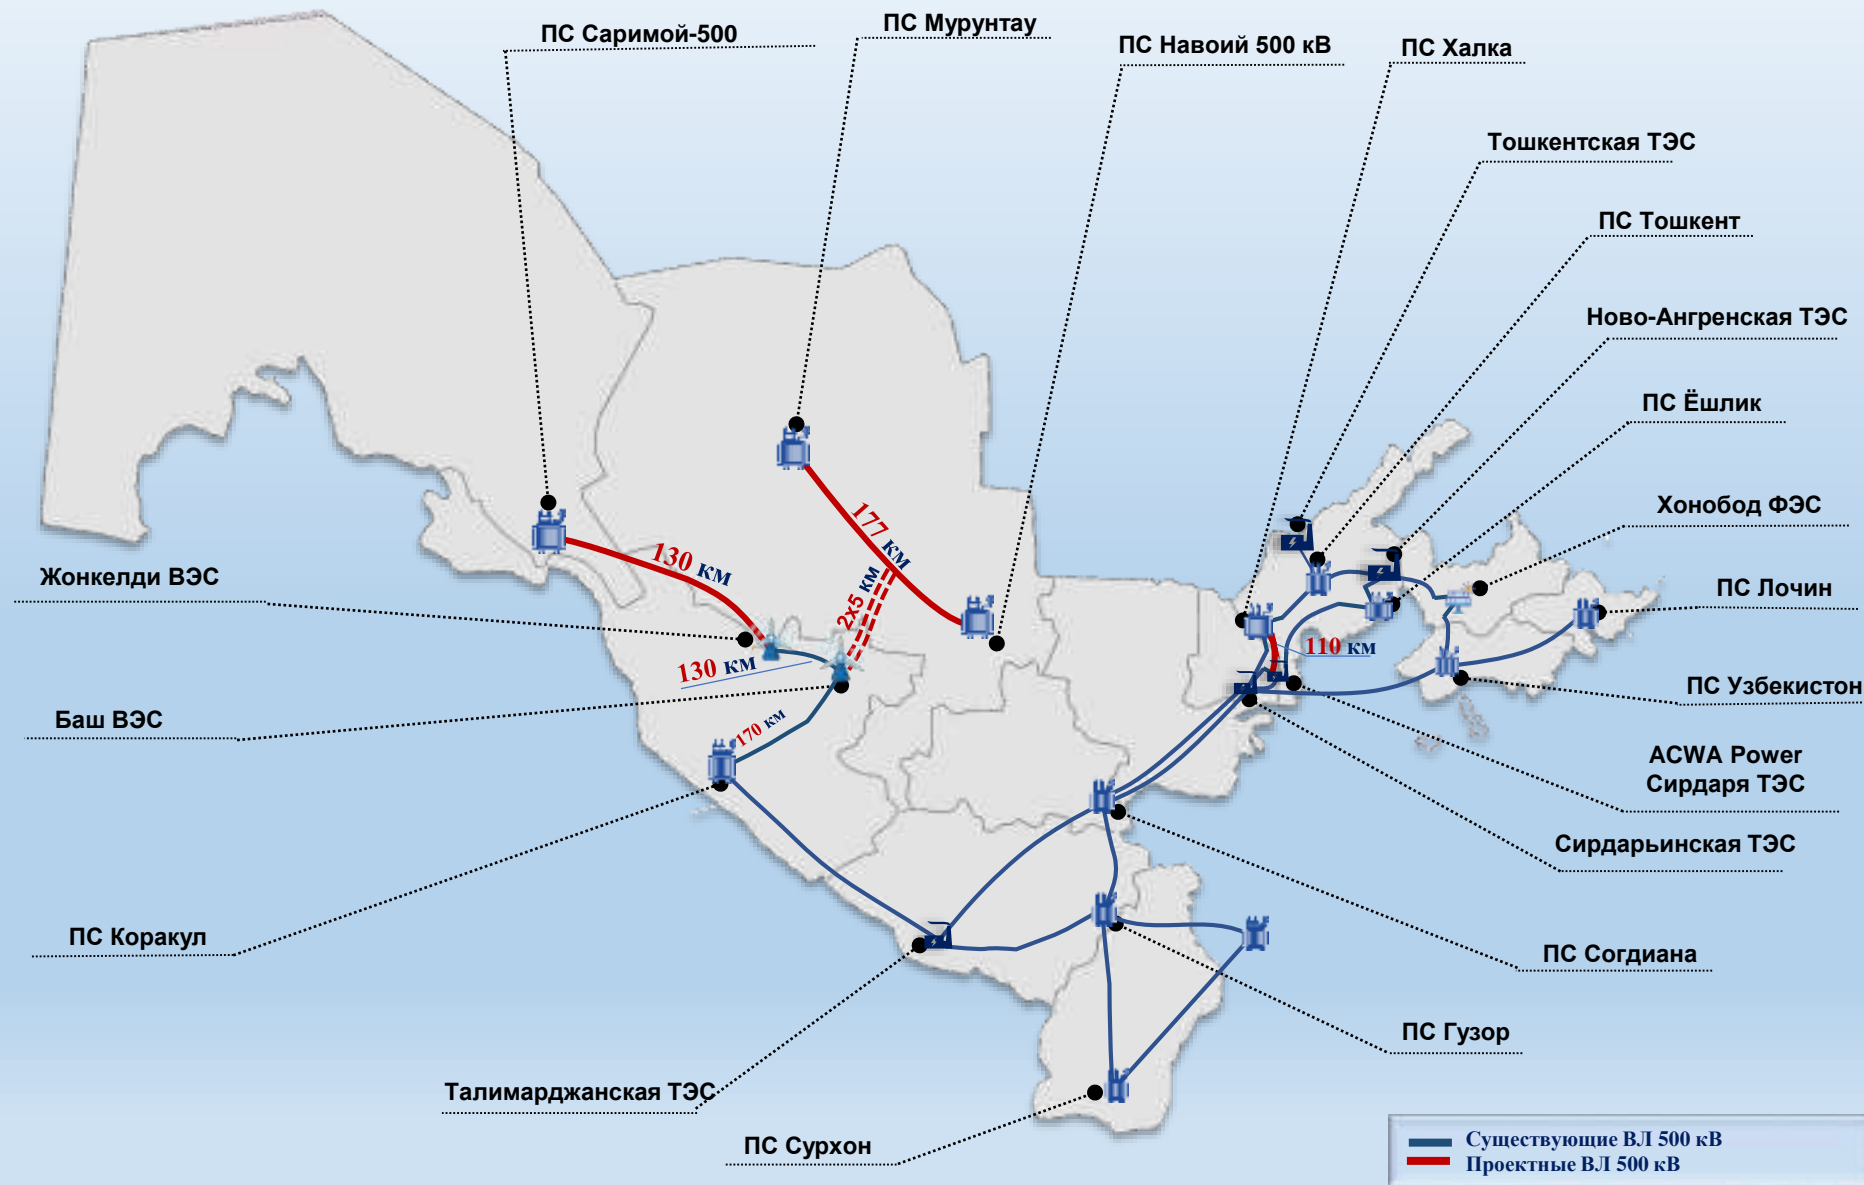 ПС Саримой-500
ПС Мурунтау
ПС Навоий 500 кВ
ПС Халка
Тошкентская ТЭС
ПС Тошкент
Ново-Ангренская ТЭС
ПС Ёшлик
Хонобод ФЭС
ПС Лочин
ПС Узбекистон
ACWA Power
Сирдаря ТЭС
Сирдарьинская ТЭС
ПС Согдиана
ПС Гузор
Жонкелди ВЭС
Баш ВЭС
ПС Коракул
Талимарджанская ТЭС
ПС Сурхон
130 км
177 км
2х5 км
130 км
170 км
110 км
Существующие ВЛ 500 кВ
Проектные ВЛ 500 кВ